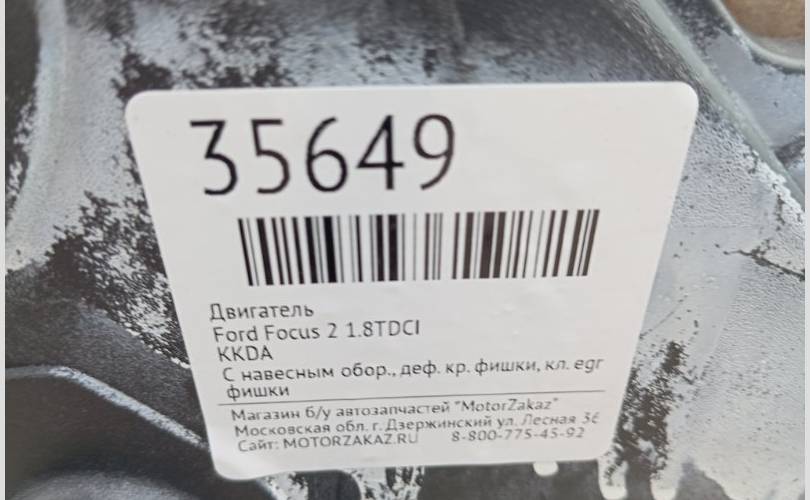 35649
Двигатель
Ford Focus 2 1.8TDCI
KKDA
С навесным обор., деф. кр. фишки, кл. egr
фишки
Магазин б/у автозапчастей "MotorZakaz"
Московская обл. г. Дзержинский ул. Лесная 36
Сайт: MOTORZAKAZ.RU 8-800-775-45-92